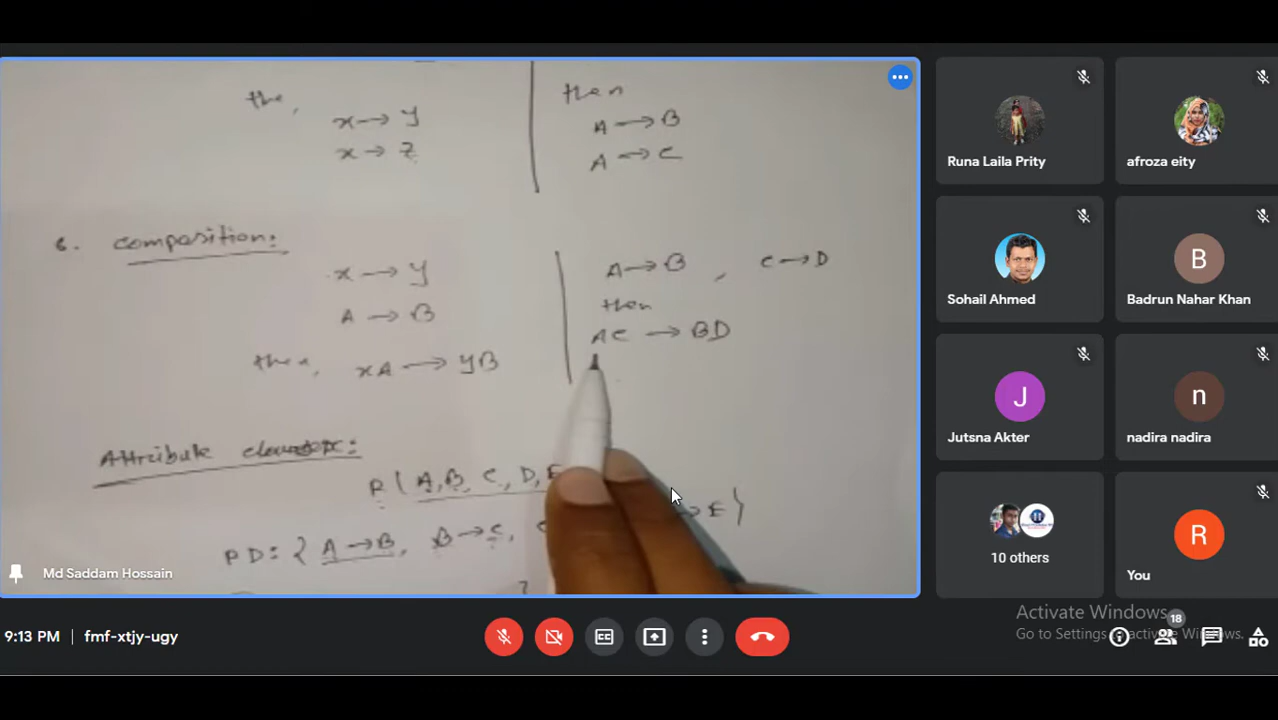 the,
x → y
x → z
then
A → B
A → C
6. composition:
x → y
A → B
then, xA → yB
A → B , C → D
then
AC → BD
Attribute
R ( A, B, C, D, E
FD: { A → B, B → C, C → E }
?
Md Saddam Hossain
Runa Laila Prity
afroza eity
Sohail Ahmed
B
Badrun Nahar Khan
J
Jutsna Akter
n
nadira nadira
10 others
R
You
9:13 PM | fmf-xtjy-ugy
CC
18
Activate Windows
Go to Settings to activate Windows.